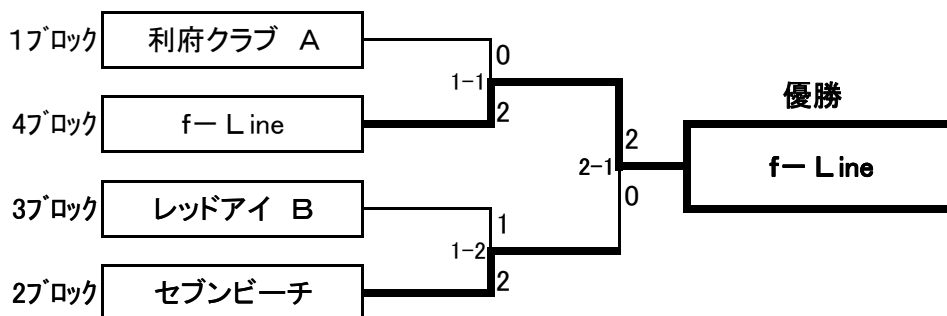 1ブロック 利府クラブ A
0
1-1
4ブロック f－Line
2
優勝
2
2-1
f－Line
0
3ブロック レッドアイ B
1
1-2
2ブロック セブンビーチ
2